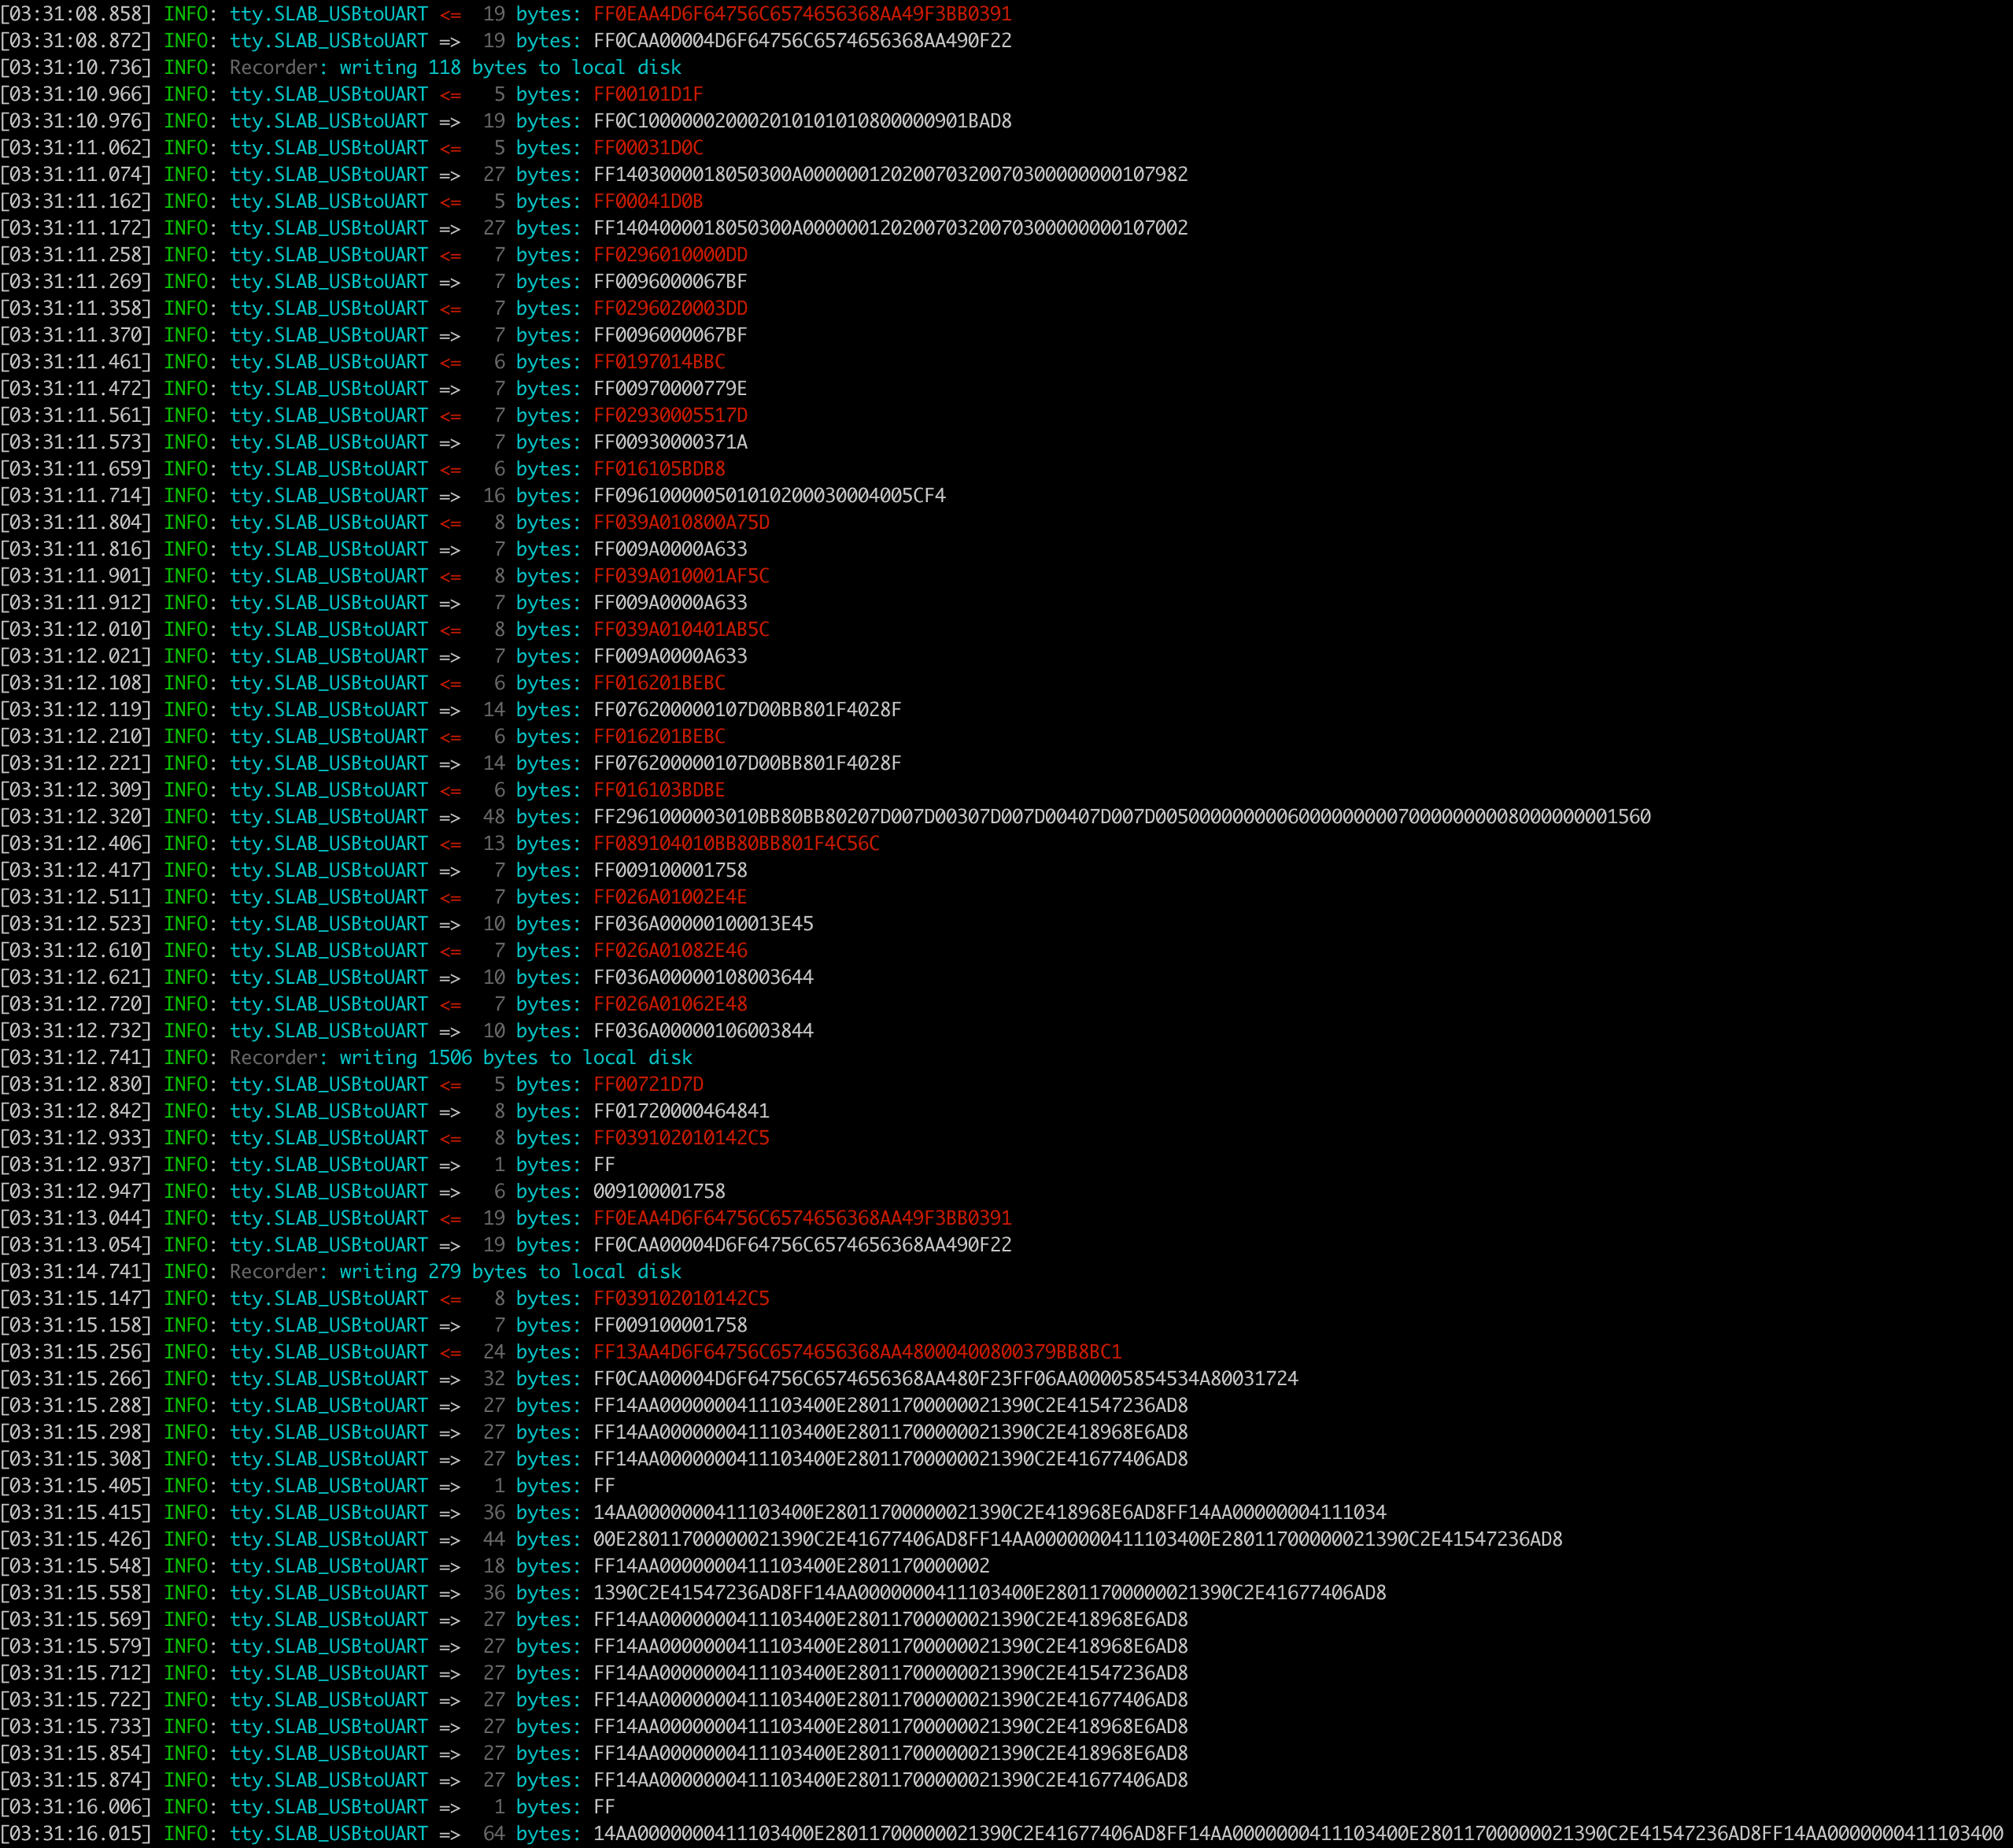 [03:31:08.858] INFO: tty.SLAB_USBtoUART <=  19 bytes: FF0EAA4D6F64756C6574656368AA49F3BB0391
[03:31:08.872] INFO: tty.SLAB_USBtoUART =>  19 bytes: FF0CAA00004D6F64756C6574656368AA490F22
[03:31:10.736] INFO: Recorder: writing 118 bytes to local disk
[03:31:10.966] INFO: tty.SLAB_USBtoUART <=   5 bytes: FF00101D1F
[03:31:10.976] INFO: tty.SLAB_USBtoUART =>  19 bytes: FF0C1000000200020101010108000000901BAD8
[03:31:11.062] INFO: tty.SLAB_USBtoUART <=   5 bytes: FF00031D0C
[03:31:11.074] INFO: tty.SLAB_USBtoUART =>  27 bytes: FF1403000018050300A00000012020070320070300000000107982
[03:31:11.162] INFO: tty.SLAB_USBtoUART <=   5 bytes: FF00041D0B
[03:31:11.172] INFO: tty.SLAB_USBtoUART =>  27 bytes: FF1404000018050300A00000012020070320070300000000107002
[03:31:11.258] INFO: tty.SLAB_USBtoUART <=   7 bytes: FF0296010000DD
[03:31:11.269] INFO: tty.SLAB_USBtoUART =>   7 bytes: FF0096000067BF
[03:31:11.358] INFO: tty.SLAB_USBtoUART <=   7 bytes: FF0296020003DD
[03:31:11.370] INFO: tty.SLAB_USBtoUART =>   7 bytes: FF0096000067BF
[03:31:11.461] INFO: tty.SLAB_USBtoUART <=   6 bytes: FF0197014BBC
[03:31:11.472] INFO: tty.SLAB_USBtoUART =>   7 bytes: FF00970000779E
[03:31:11.561] INFO: tty.SLAB_USBtoUART <=   7 bytes: FF02930005517D
[03:31:11.573] INFO: tty.SLAB_USBtoUART =>   7 bytes: FF00930000371A
[03:31:11.659] INFO: tty.SLAB_USBtoUART <=   6 bytes: FF016105BDB8
[03:31:11.714] INFO: tty.SLAB_USBtoUART =>  16 bytes: FF096100000501010200030004005CF4
[03:31:11.804] INFO: tty.SLAB_USBtoUART <=   8 bytes: FF039A010800A75D
[03:31:11.816] INFO: tty.SLAB_USBtoUART =>   7 bytes: FF009A0000A633
[03:31:11.901] INFO: tty.SLAB_USBtoUART <=   8 bytes: FF039A010001AF5C
[03:31:11.912] INFO: tty.SLAB_USBtoUART =>   7 bytes: FF009A0000A633
[03:31:12.010] INFO: tty.SLAB_USBtoUART <=   8 bytes: FF039A010401AB5C
[03:31:12.021] INFO: tty.SLAB_USBtoUART =>   7 bytes: FF009A0000A633
[03:31:12.108] INFO: tty.SLAB_USBtoUART <=   6 bytes: FF016201BEBC
[03:31:12.119] INFO: tty.SLAB_USBtoUART =>  14 bytes: FF076200000107D00BB801F4028F
[03:31:12.210] INFO: tty.SLAB_USBtoUART <=   6 bytes: FF016201BEBC
[03:31:12.221] INFO: tty.SLAB_USBtoUART =>  14 bytes: FF076200000107D00BB801F4028F
[03:31:12.309] INFO: tty.SLAB_USBtoUART <=   6 bytes: FF016103BDBE
[03:31:12.320] INFO: tty.SLAB_USBtoUART =>  48 bytes: FF2961000003010BB80BB80207D007D00307D007D00407D007D005000000000600000000070000000008000000001560
[03:31:12.406] INFO: tty.SLAB_USBtoUART <=  13 bytes: FF089104010BB80BB801F4C56C
[03:31:12.417] INFO: tty.SLAB_USBtoUART =>   7 bytes: FF009100001758
[03:31:12.511] INFO: tty.SLAB_USBtoUART <=   7 bytes: FF026A01002E4E
[03:31:12.523] INFO: tty.SLAB_USBtoUART =>  10 bytes: FF036A00000100013E45
[03:31:12.610] INFO: tty.SLAB_USBtoUART <=   7 bytes: FF026A01082E46
[03:31:12.621] INFO: tty.SLAB_USBtoUART =>  10 bytes: FF036A00000108003644
[03:31:12.720] INFO: tty.SLAB_USBtoUART <=   7 bytes: FF026A01062E48
[03:31:12.732] INFO: tty.SLAB_USBtoUART =>  10 bytes: FF036A00000106003844
[03:31:12.741] INFO: Recorder: writing 1506 bytes to local disk
[03:31:12.830] INFO: tty.SLAB_USBtoUART <=   5 bytes: FF00721D7D
[03:31:12.842] INFO: tty.SLAB_USBtoUART =>   8 bytes: FF01720000464841
[03:31:12.933] INFO: tty.SLAB_USBtoUART <=   8 bytes: FF039102010142C5
[03:31:12.937] INFO: tty.SLAB_USBtoUART =>   1 bytes: FF
[03:31:12.947] INFO: tty.SLAB_USBtoUART =>   6 bytes: 009100001758
[03:31:13.044] INFO: tty.SLAB_USBtoUART <=  19 bytes: FF0EAA4D6F64756C6574656368AA49F3BB0391
[03:31:13.054] INFO: tty.SLAB_USBtoUART =>  19 bytes: FF0CAA00004D6F64756C6574656368AA490F22
[03:31:14.741] INFO: Recorder: writing 279 bytes to local disk
[03:31:15.147] INFO: tty.SLAB_USBtoUART <=   8 bytes: FF039102010142C5
[03:31:15.158] INFO: tty.SLAB_USBtoUART =>   7 bytes: FF009100001758
[03:31:15.256] INFO: tty.SLAB_USBtoUART <=  24 bytes: FF13AA4D6F64756C6574656368AA48000400800379BB8BC1
[03:31:15.266] INFO: tty.SLAB_USBtoUART =>  32 bytes: FF0CAA00004D6F64756C6574656368AA480F23FF06AA00005854534A80031724
[03:31:15.288] INFO: tty.SLAB_USBtoUART =>  27 bytes: FF14AA0000000411103400E28011700000021390C2E41547236AD8
[03:31:15.298] INFO: tty.SLAB_USBtoUART =>  27 bytes: FF14AA0000000411103400E28011700000021390C2E418968E6AD8
[03:31:15.308] INFO: tty.SLAB_USBtoUART =>  27 bytes: FF14AA0000000411103400E28011700000021390C2E41677406AD8
[03:31:15.405] INFO: tty.SLAB_USBtoUART =>   1 bytes: FF
[03:31:15.415] INFO: tty.SLAB_USBtoUART =>  36 bytes: 14AA0000000411103400E28011700000021390C2E418968E6AD8FF14AA00000004111034
[03:31:15.426] INFO: tty.SLAB_USBtoUART =>  44 bytes: 00E28011700000021390C2E41677406AD8FF14AA0000000411103400E28011700000021390C2E41547236AD8
[03:31:15.548] INFO: tty.SLAB_USBtoUART =>  18 bytes: FF14AA0000000411103400E2801170000002
[03:31:15.558] INFO: tty.SLAB_USBtoUART =>  36 bytes: 1390C2E41547236AD8FF14AA0000000411103400E28011700000021390C2E41677406AD8
[03:31:15.569] INFO: tty.SLAB_USBtoUART =>  27 bytes: FF14AA0000000411103400E28011700000021390C2E418968E6AD8
[03:31:15.579] INFO: tty.SLAB_USBtoUART =>  27 bytes: FF14AA0000000411103400E28011700000021390C2E418968E6AD8
[03:31:15.712] INFO: tty.SLAB_USBtoUART =>  27 bytes: FF14AA0000000411103400E28011700000021390C2E41547236AD8
[03:31:15.722] INFO: tty.SLAB_USBtoUART =>  27 bytes: FF14AA0000000411103400E28011700000021390C2E41677406AD8
[03:31:15.733] INFO: tty.SLAB_USBtoUART =>  27 bytes: FF14AA0000000411103400E28011700000021390C2E418968E6AD8
[03:31:15.854] INFO: tty.SLAB_USBtoUART =>  27 bytes: FF14AA0000000411103400E28011700000021390C2E418968E6AD8
[03:31:15.874] INFO: tty.SLAB_USBtoUART =>  27 bytes: FF14AA0000000411103400E28011700000021390C2E41677406AD8
[03:31:16.006] INFO: tty.SLAB_USBtoUART =>   1 bytes: FF
[03:31:16.015] INFO: tty.SLAB_USBtoUART =>  64 bytes: 14AA0000000411103400E28011700000021390C2E41677406AD8FF14AA0000000411103400E28011700000021390C2E41547236AD8FF14AA0000000411103400